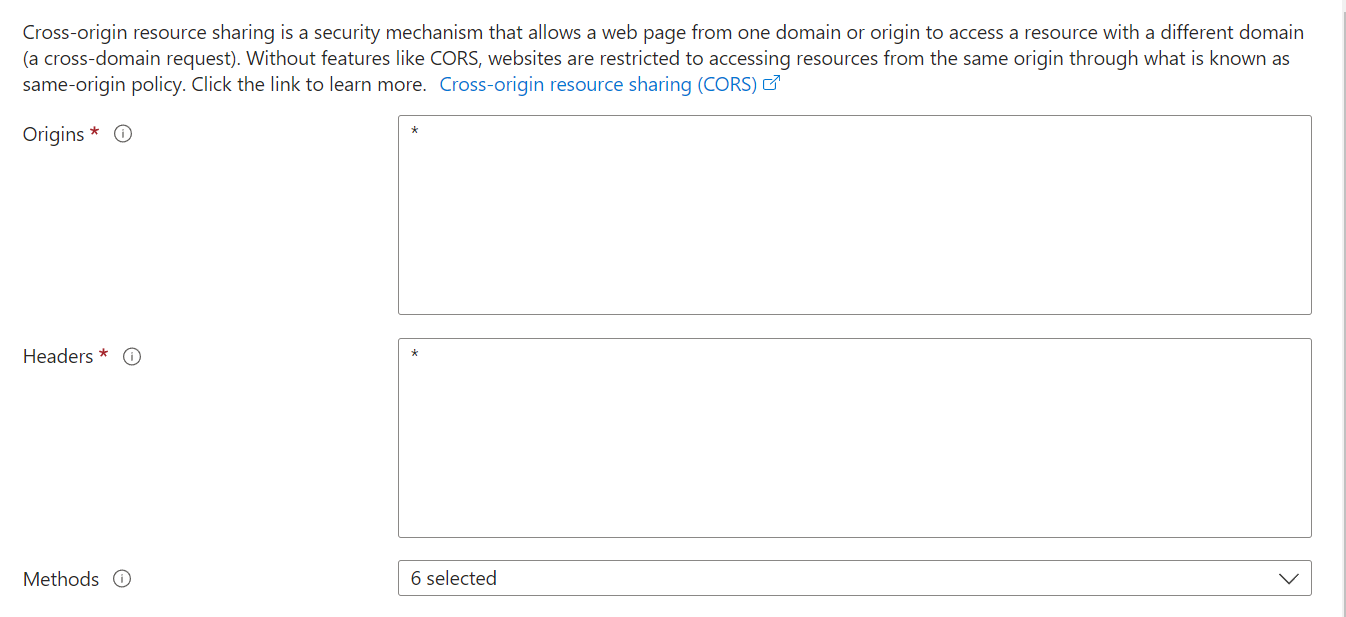 Cross-origin resource sharing is a security mechanism that allows a web page from one domain or origin to access a resource with a different domain
(a cross-domain request). Without features like CORS, websites are restricted to accessing resources from the same origin through what is known as
same-origin policy. Click the link to learn more. Cross-origin resource sharing (CORS)
Origins *
*
Headers *
*
Methods
6 selected